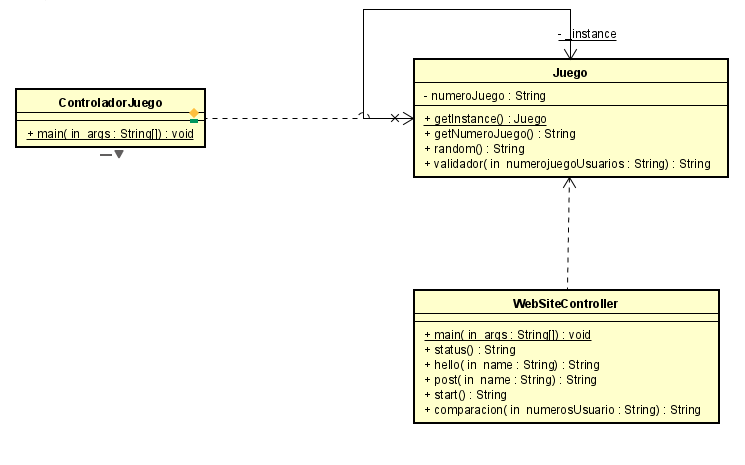 - _instance
Juego
- numeroJuego : String
+ getInstance() : Juego
+ getNumeroJuego() : String
+ random() : String
+ validador( in numerojuegoUsuarios : String) : String
ControladorJuego
+ main( in args : String[]) : void
WebSiteController
+ main( in args : String[]) : void
+ status() : String
+ hello( in name : String) : String
+ post( in name : String) : String
+ start() : String
+ comparacion( in numerosUsuario : String) : String